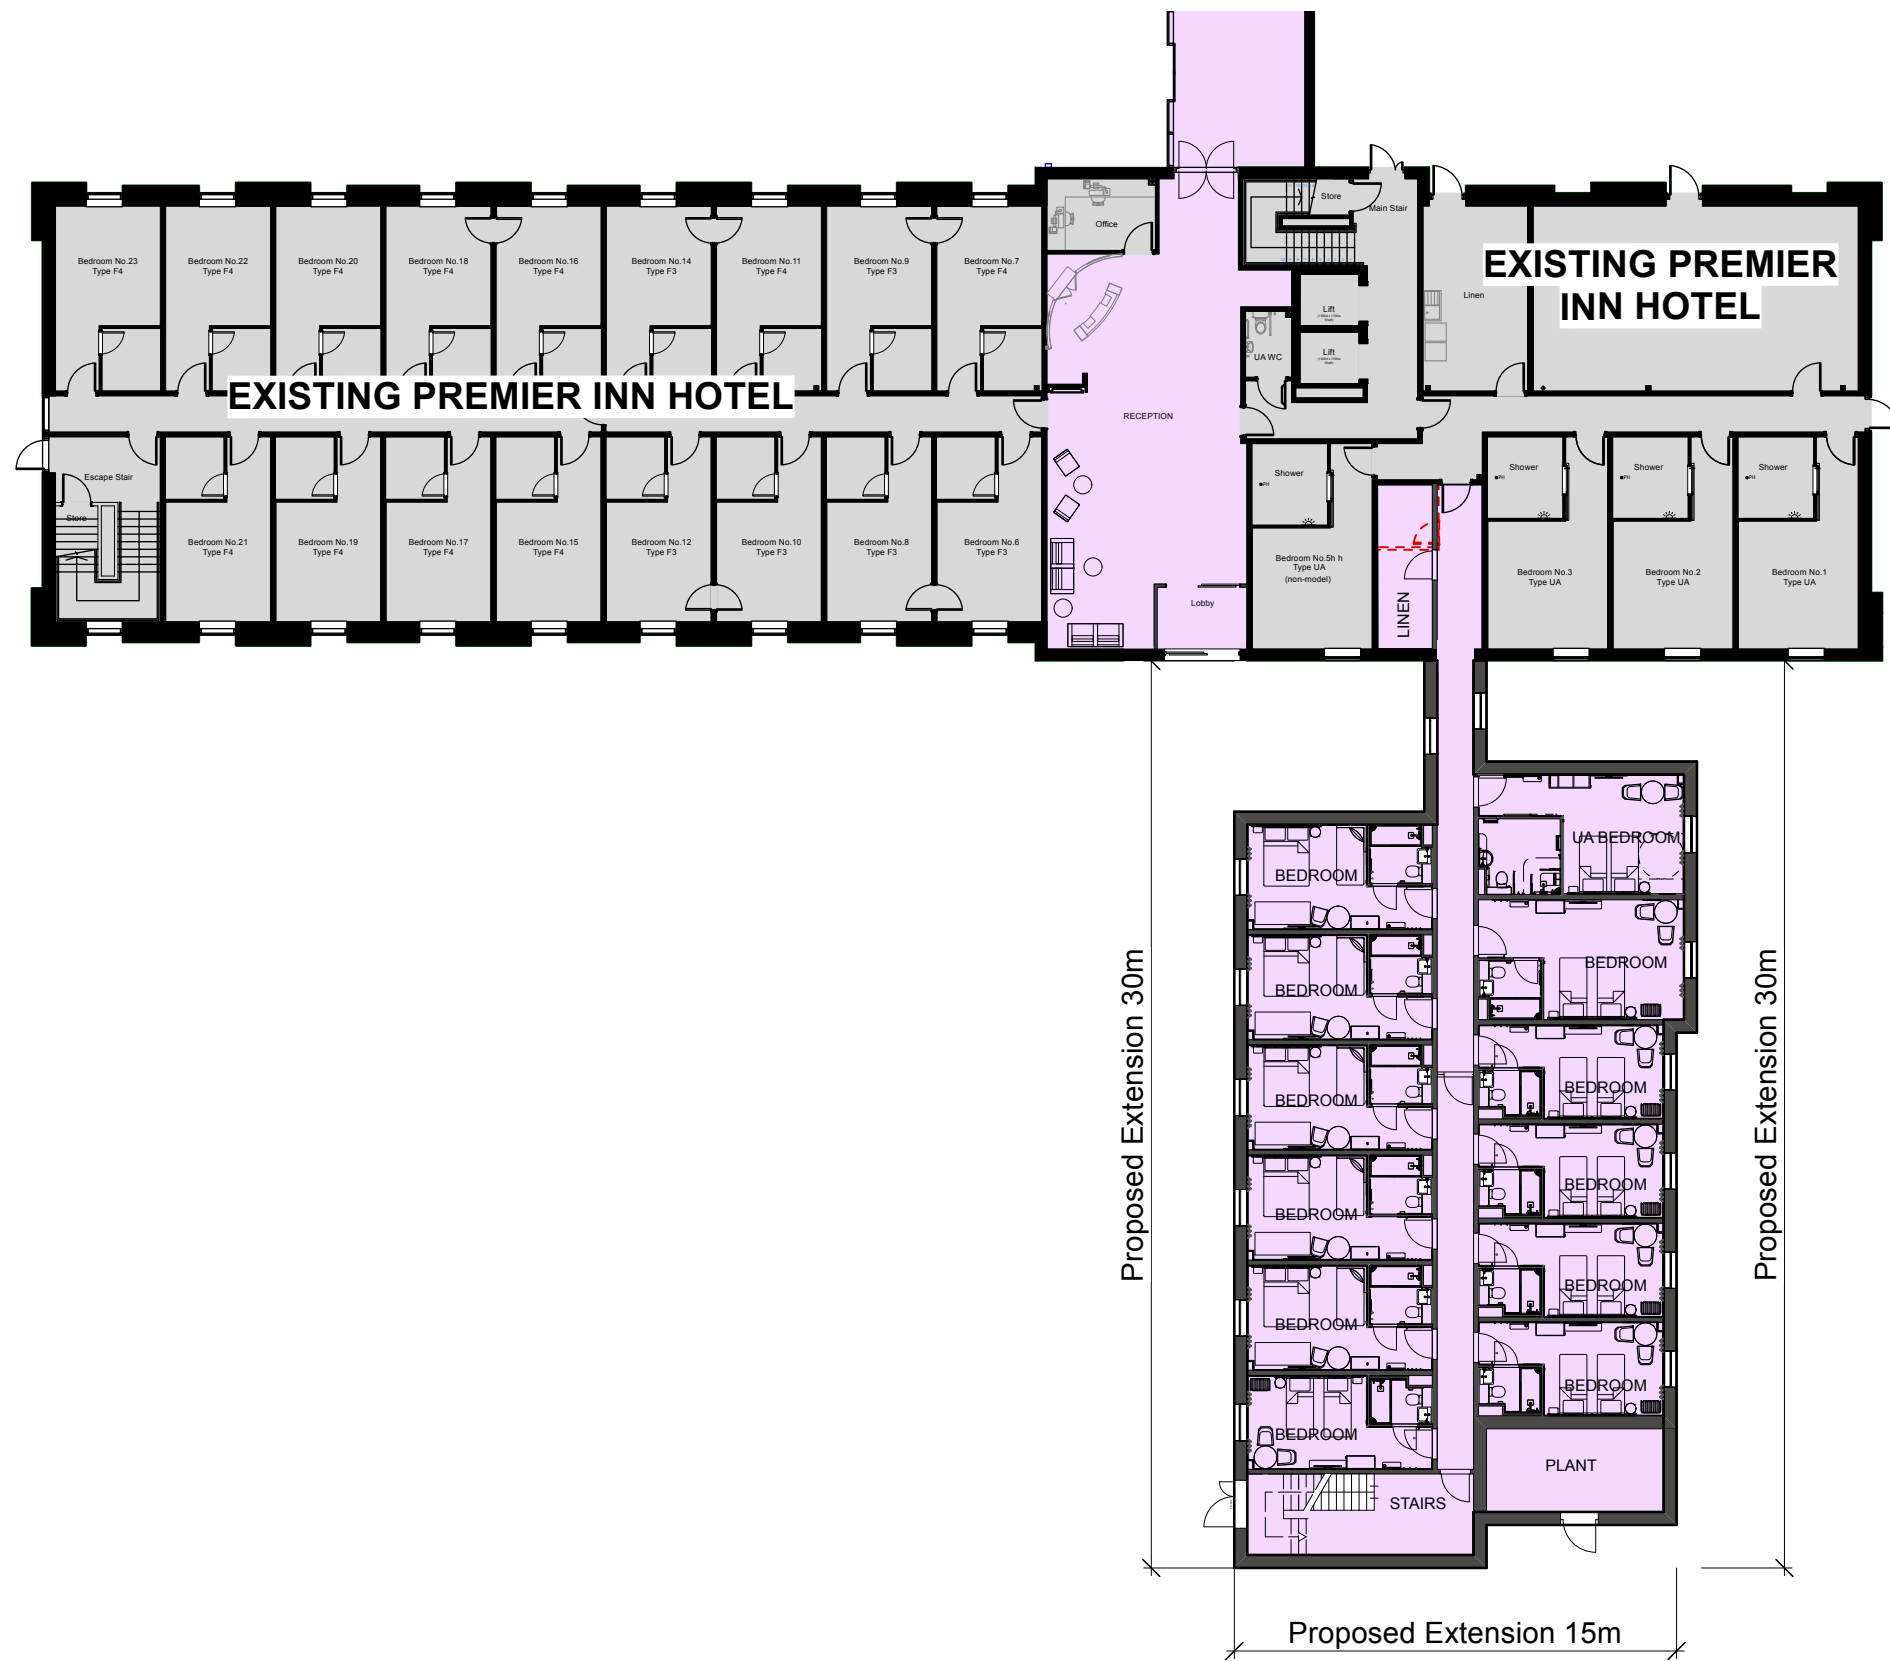 Store
Main Stair
Office
EXISTING PREMIER
INN HOTEL
Bedroom No.23
Type F4
Bedroom No.22
Type F4
Bedroom No.20
Type F4
Bedroom No.18
Type F4
Bedroom No.16
Type F4
Bedroom No.14
Type F3
Bedroom No.11
Type F4
Bedroom No.9
Type F3
Bedroom No.7
Type F4
Linen
Lift
Lift
UA WC
EXISTING PREMIER INN HOTEL
RECEPTION
Escape Stair
Store
Shower
PH
Shower
PH
Shower
PH
Shower
PH
Bedroom No.21
Type F4
Bedroom No.19
Type F4
Bedroom No.17
Type F4
Bedroom No.15
Type F4
Bedroom No.12
Type F3
Bedroom No.10
Type F3
Bedroom No.8
Type F3
Bedroom No.6
Type F3
Bedroom No.5h h
Type UA
(non-model)
Bedroom No.3
Type UA
Bedroom No.2
Type UA
Bedroom No.1
Type UA
Lobby
LINEN
UA BEDROOM
BEDROOM
BEDROOM
BEDROOM
BEDROOM
BEDROOM
BEDROOM
BEDROOM
BEDROOM
BEDROOM
BEDROOM
BEDROOM
Proposed Extension 30m
Proposed Extension 30m
PLANT
STAIRS
Proposed Extension 15m